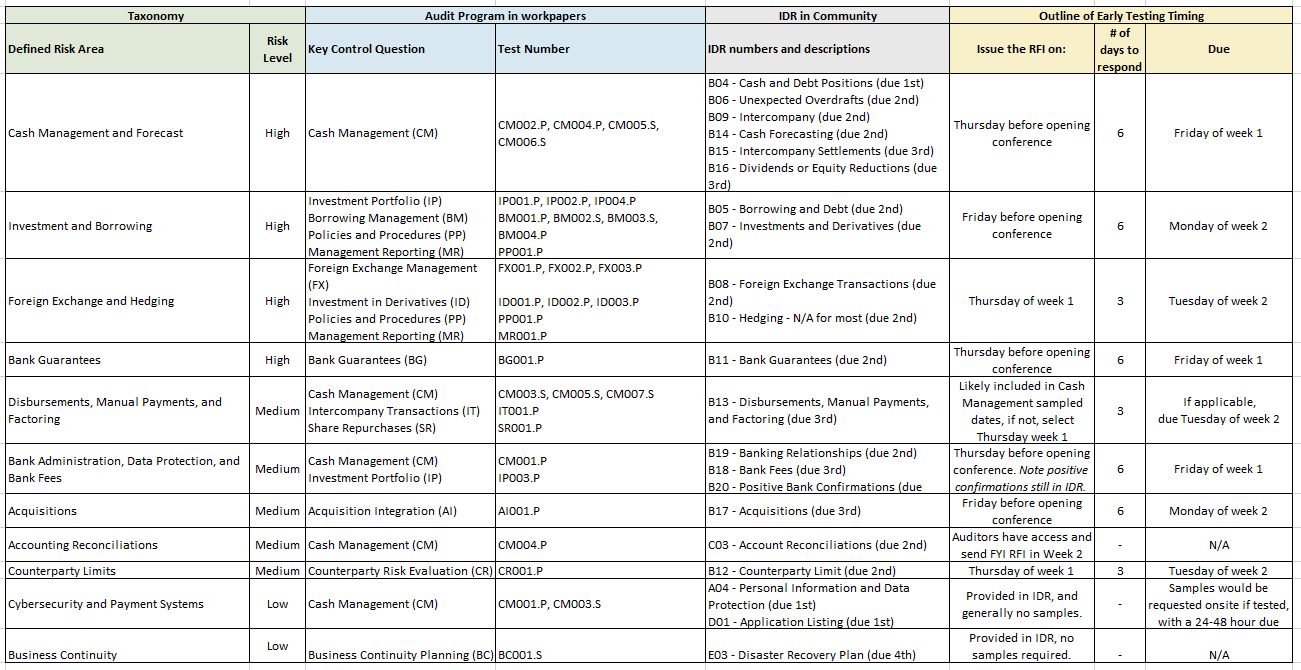 Taxonomy
Audit Program in workpapers
IDR in Community
Outline of Early Testing Timing
Defined Risk Area
Risk
Level
Key Control Question
Test Number
IDR numbers and descriptions
Issue the RFI on:
# of
days to
respond
Due
Cash Management and Forecast
High
Cash Management (CM)
CM002.P, CM004.P, CM005.S,
CM006.S
B04 - Cash and Debt Positions (due 1st)
B06 - Unexpected Overdrafts (due 2nd)
B09 - Intercompany (due 2nd)
B14 - Cash Forecasting (due 2nd)
B15 - Intercompany Settlements (due 3rd)
B16 - Dividends or Equity Reductions (due
3rd)
Thursday before opening
conference
6
Friday of week 1
Investment and Borrowing
High
Investment Portfolio (IP)
Borrowing Management (BM)
Policies and Procedures (PP)
Management Reporting (MR)
IP001.P, IP002.P, IP004.P
BM001.P, BM002.S, BM003.S,
BM004.P
PP001.P
B05 - Borrowing and Debt (due 2nd)
B07 - Investments and Derivatives (due
2nd)
Friday before opening
conference
6
Monday of week 2
Foreign Exchange and Hedging
High
Foreign Exchange Management
(FX)
Investment in Derivatives (ID)
Policies and Procedures (PP)
Management Reporting (MR)
FX001.P, FX002.P, FX003.P
ID001.P, ID002.P, ID003.P
PP001.P
MR001.P
B08 - Foreign Exchange Transactions (due
2nd)
B10 - Hedging - N/A for most (due 2nd)
Thursday of week 1
3
Tuesday of week 2
Bank Guarantees
High
Bank Guarantees (BG)
BG001.P
B11 - Bank Guarantees (due 2nd)
Thursday before opening
conference
6
Friday of week 1
Disbursements, Manual Payments, and
Factoring
Medium
Cash Management (CM)
Intercompany Transactions (IT)
Share Repurchases (SR)
CM003.S, CM005.S, CM007.S
IT001.P
SR001.P
B13 - Disbursements, Manual Payments,
and Factoring (due 3rd)
Likely included in Cash
Management sampled
dates, if not, select
Thursday week 1
3
If applicable,
due Tuesday of week 2
Bank Administration, Data Protection, and
Bank Fees
Medium
Cash Management (CM)
Investment Portfolio (IP)
CM001.P
IP003.P
B19 - Banking Relationships (due 2nd)
B18 - Bank Fees (due 3rd)
B20 - Positive Bank Confirmations (due
Thursday before opening
conference. Note positive
confirmations still in IDR.
6
Friday of week 1
Acquisitions
Medium
Acquisition Integration (AI)
AI001.P
B17 - Acquisitions (due 3rd)
Friday before opening
conference
6
Monday of week 2
Accounting Reconciliations
Medium
Cash Management (CM)
CM004.P
C03 - Account Reconciliations (due 2nd)
Auditors have access and
send FYI RFI in Week 2
-
N/A
Counterparty Limits
Medium
Counterparty Risk Evaluation (CR)
CR001.P
B12 - Counterparty Limit (due 2nd)
Thursday of week 1
3
Tuesday of week 2
Cybersecurity and Payment Systems
Low
Cash Management (CM)
CM001.P, CM003.S
A04 - Personal Information and Data
Protection (due 1st)
D01 - Application Listing (due 1st)
Provided in IDR, and
generally no samples.
-
Samples would be
requested onsite if tested,
with a 24-48 hour due
Business Continuity
Low
Business Continuity Planning (BC)
BC001.S
E03 - Disaster Recovery Plan (due 4th)
Provided in IDR, no
samples required.
-
N/A